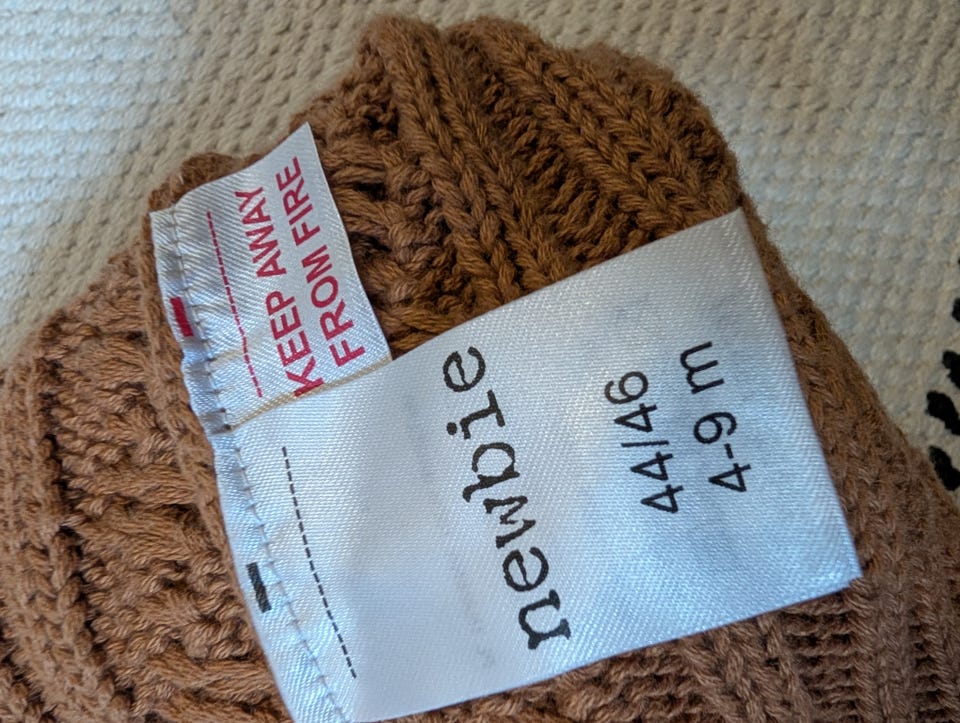 KEEP AWAY
FROM FIRE
newbie
44/46
4-9 m